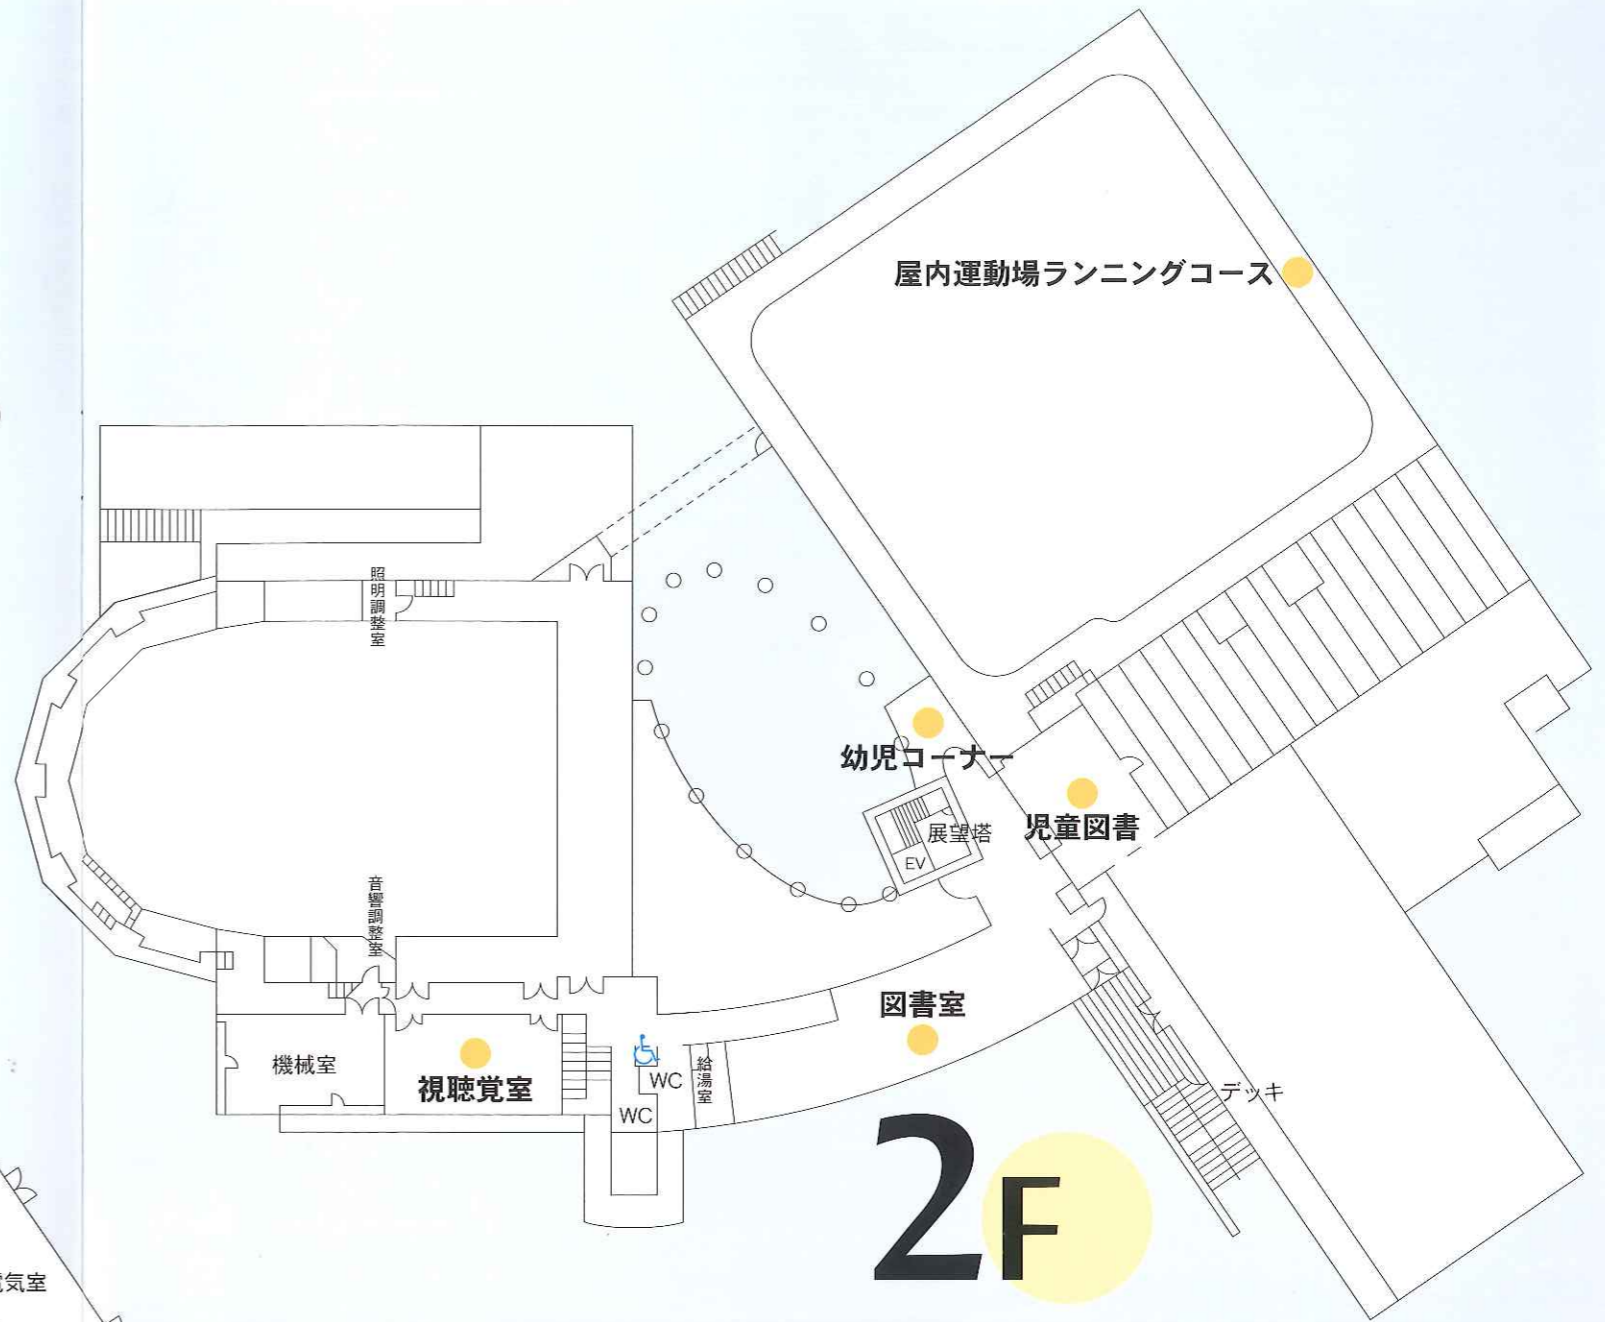 屋内運動場ランニングコース
照明調整室
幼児コーナー
展望塔
EV
児童図書
音響調整室
図書室
機械室
視聴覚室
WC
給湯室
WC
デッキ
2F
気室